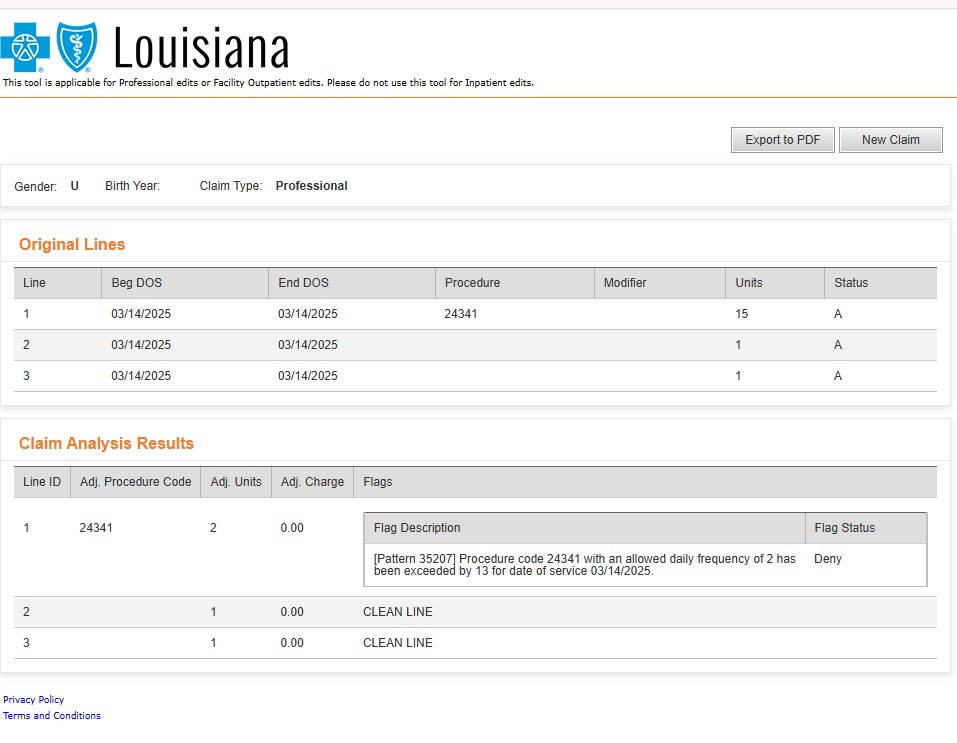 Louisiana
This tool is applicable for Professional edits or Facility Outpatient edits. Please do not use this tool for Inpatient edits.
Export to PDF New Claim
Gender: U Birth Year: Claim Type: Professional
Original Lines
Line Beg DOS End DOS Procedure Modifier Units Status
1 03/14/2025 03/14/2025 24341 15 A
2 03/14/2025 03/14/2025 1 A
3 03/14/2025 03/14/2025 1 A
Claim Analysis Results
Line ID Adj. Procedure Code Adj. Units Adj. Charge Flags
1 24341 2 0.00
Flag Description Flag Status
[Pattern 35207] Procedure code 24341 with an allowed daily frequency of 2 has Deny
been exceeded by 13 for date of service 03/14/2025.
2 1 0.00 CLEAN LINE
3 1 0.00 CLEAN LINE
Privacy Policy
Terms and Conditions